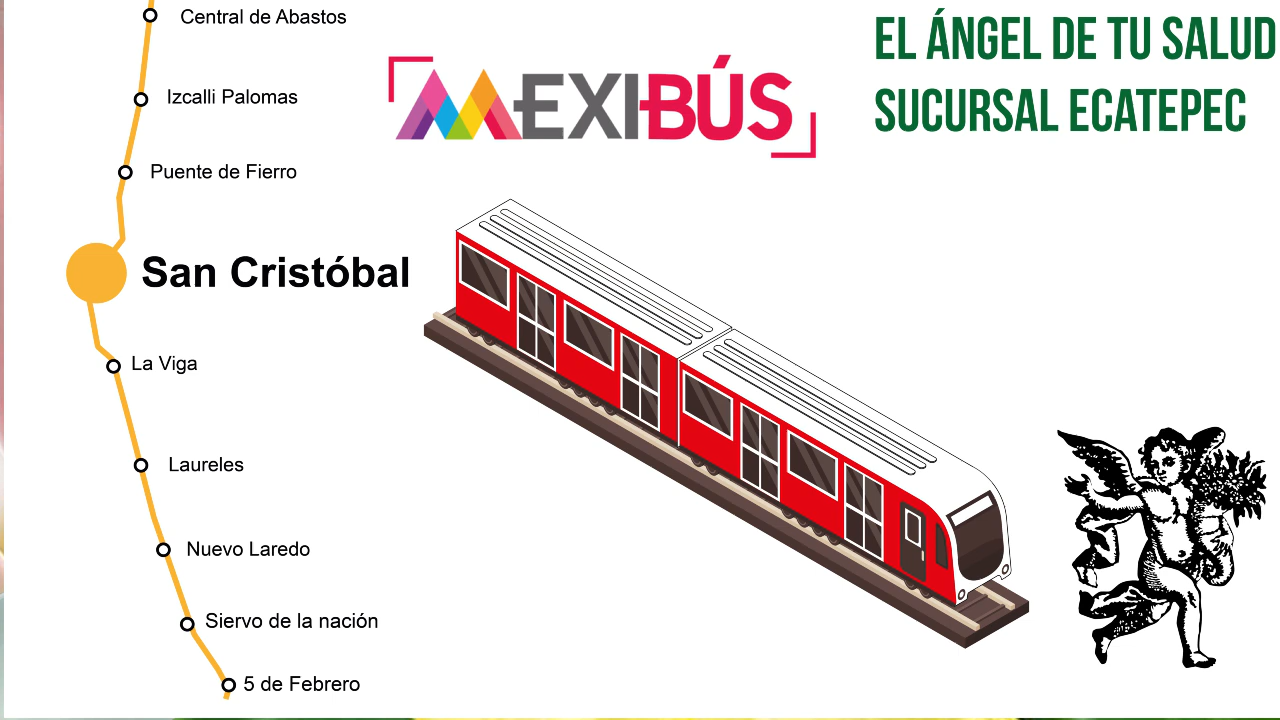 Central de Abastos
Izcalli Palomas
Puente de Fierro
San Cristóbal
La Viga
Laureles
Nuevo Laredo
Siervo de la nación
5 de Febrero
MEXIBÚS
EL ÁNGEL DE TU SALUD
SUCURSAL ECATEPEC